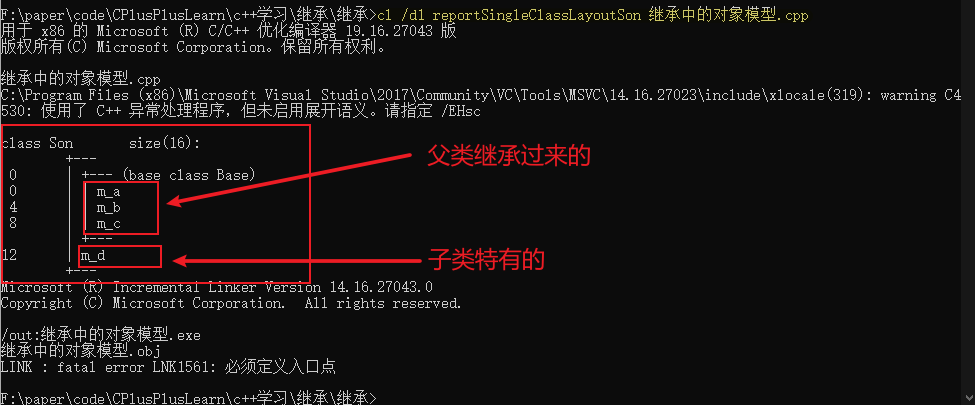 F:\paper\code\CPlusPlusLearn\c++学习\继承\继承>cl /d1 reportSingleClassLayoutSon 继承中的对象模型.cpp
用于 x86 的 Microsoft (R) C/C++ 优化编译器 19.16.27043 版
版权所有(C) Microsoft Corporation。保留所有权利。
继承中的对象模型.cpp
C:\Program Files (x86)\Microsoft Visual Studio\2017\Community\VC\Tools\MSVC\14.16.27023\include\xlocale(319): warning C4
530: 使用了 C++ 异常处理程序，但未启用展开语义。请指定 /EHsc
class Son size(16):
+---
0 | +--- (base class Base)
0 | | m_a
4 | | m_b
8 | | m_c
| +---
12 | m_d
+---
父类继承过来的
子类特有的
Microsoft (R) Incremental Linker Version 14.16.27043.0
Copyright (C) Microsoft Corporation. All rights reserved.
/out:继承中的对象模型.exe
继承中的对象模型.obj
LINK : fatal error LNK1561: 必须定义入口点
F:\paper\code\CPlusPlusLearn\c++学习\继承\继承>